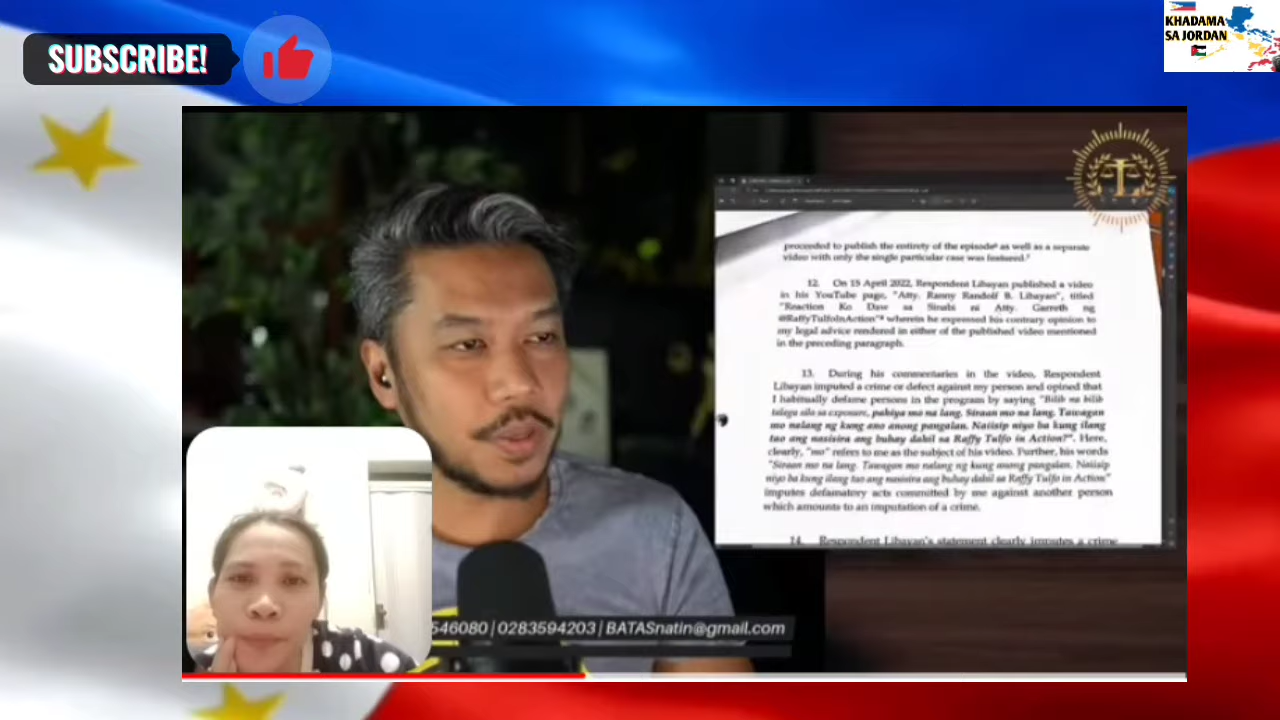 SUBSCRIBE!
KHADAMA
SA JORDAN
proceeded to publish the entirety of the episode⁶ as well as a separate
video with only the single particular case was featured.⁷
12. On 15 April 2022, Respondent Libayan published a video
in his YouTube page, "Atty. Ranny Randolf B. Libayan", titled
"Reaction Ko Daw sa Sinabi ni Atty. Garreth ng
@RaffyTulfoInAction"⁸ wherein he expressed his contrary opinion to
my legal advice rendered in either of the published video mentioned
in the preceding paragraph.
13. During his commentaries in the video, Respondent
Libayan imputed a crime or defect against my person and opined that
I habitually defame persons in the program by saying "Bilib na bilib
talaga sila sa exposure, pahiya mo na lang. Siraan mo na lang. Tawagan
mo nalang ng kung ano anong pangalan. Naiisip niyo ba kung ilang
tao ang nasisira ang buhay dahil sa Raffy Tulfo in Action?". Here,
clearly, "mo" refers to me as the subject of his video. Further, his words
"Siraan mo na lang. Tawagan mo nalang ng kung anong pangalan. Naiisip
niyo ba kung ilang tao ang nasisira ang buhay dahil sa Raffy Tulfo in Action"
imputes defamatory acts committed by me against another person
which amounts to an imputation of a crime.
14. Respondent Libayan's statement clearly imputes a crime
546080 | 0283594203 | BATASnatin@gmail.com